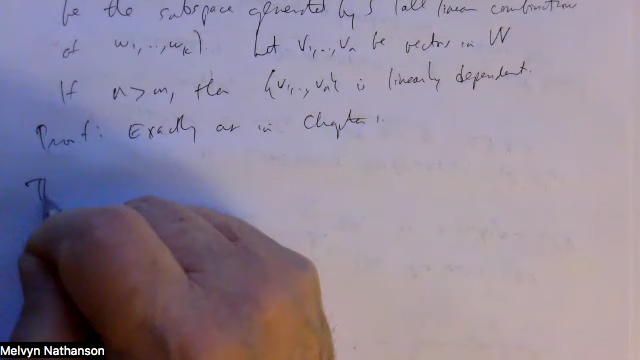 be the subspace generated by S (all linear combination
of w₁,..,wₖ). Let v₁,..,vₙ be vectors in W
If n>m, then {v₁,..,vₙ} is linearly dependent.
Proof: Exactly as in Chapter 1.
Melvyn Nathanson